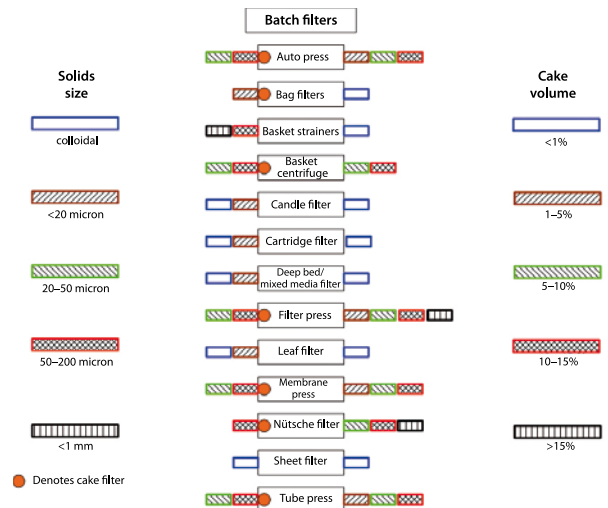 Batch filters
Solids
size
colloidal
<20 micron
20–50 micron
50–200 micron
<1 mm
Denotes cake filter
Auto press
Bag filters
Basket strainers
Basket
centrifuge
Candle filter
Cartridge filter
Deep bed/
mixed media filter
Filter press
Leaf filter
Membrane
press
Nütsche filter
Sheet filter
Tube press
Cake
volume
<1%
1–5%
5–10%
10–15%
>15%